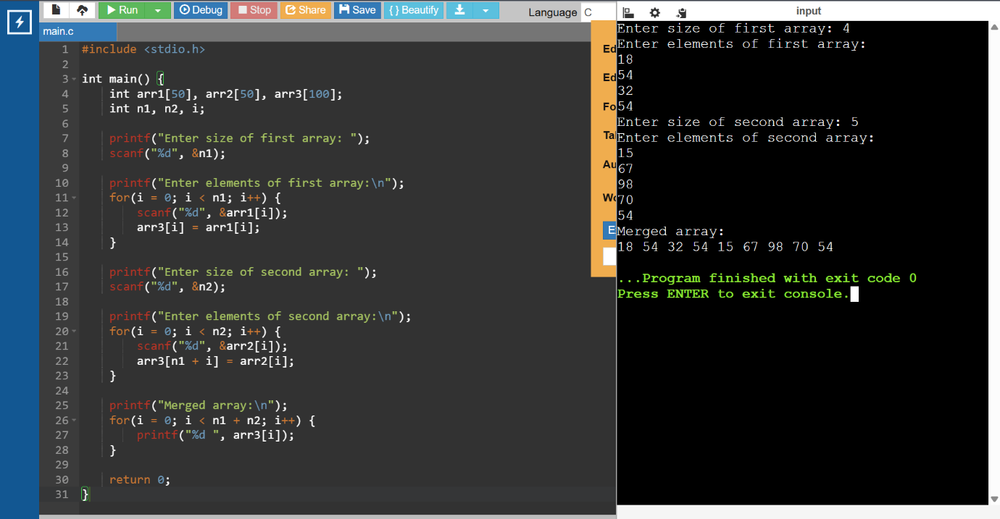 Run
Debug
Stop
Share
Save
{ } Beautify
Language C
input
main.c
1 #include <stdio.h>
2
3 int main() {
4 int arr1[50], arr2[50], arr3[100];
5 int n1, n2, i;
6
7 printf("Enter size of first array: ");
8 scanf("%d", &n1);
9
10 printf("Enter elements of first array:\n");
11 for(i = 0; i < n1; i++) {
12 scanf("%d", &arr1[i]);
13 arr3[i] = arr1[i];
14 }
15
16 printf("Enter size of second array: ");
17 scanf("%d", &n2);
18
19 printf("Enter elements of second array:\n");
20 for(i = 0; i < n2; i++) {
21 scanf("%d", &arr2[i]);
22 arr3[n1 + i] = arr2[i];
23 }
24
25 printf("Merged array:\n");
26 for(i = 0; i < n1 + n2; i++) {
27 printf("%d ", arr3[i]);
28 }
29
30 return 0;
31 }
Enter size of first array: 4
Enter elements of first array:
18
54
32
54
Enter size of second array: 5
Enter elements of second array:
15
67
98
70
54
Merged array:
18 54 32 54 15 67 98 70 54
...Program finished with exit code 0
Press ENTER to exit console.